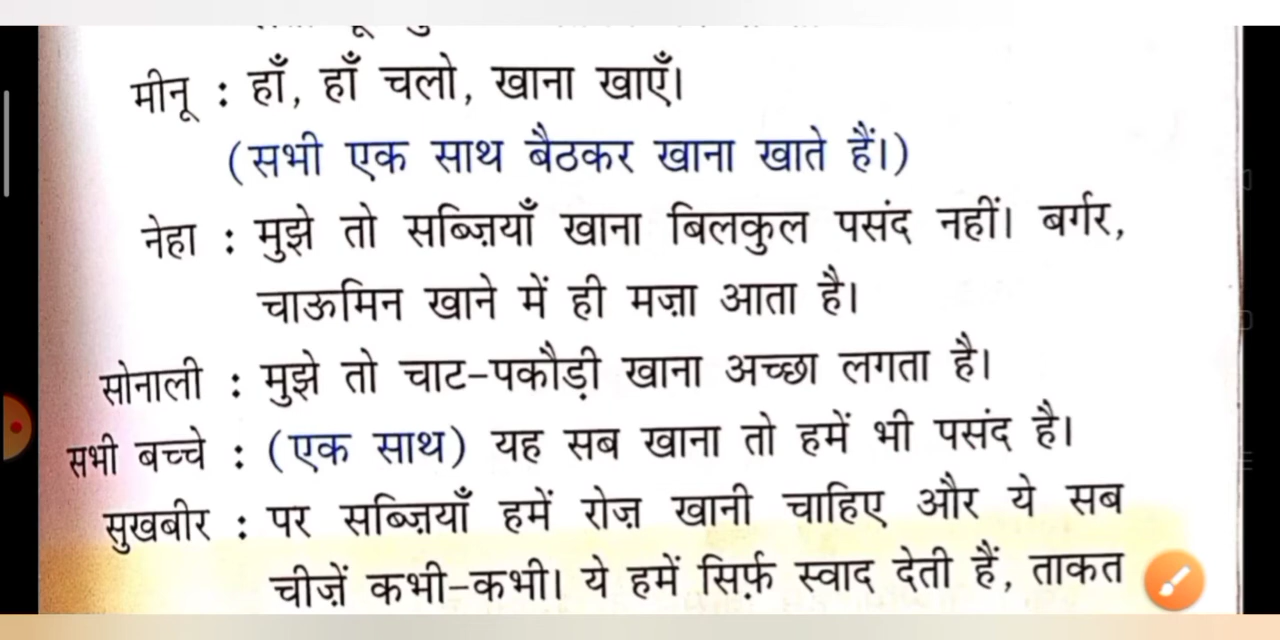 मीनू : हाँ, हाँ चलो, खाना खाएँ।
(सभी एक साथ बैठकर खाना खाते हैं।)
नेहा : मुझे तो सब्ज़ियाँ खाना बिलकुल पसंद नहीं। बर्गर,
चाऊमिन खाने में ही मज़ा आता है।
सोनाली : मुझे तो चाट-पकौड़ी खाना अच्छा लगता है।
सभी बच्चे : (एक साथ) यह सब खाना तो हमें भी पसंद है।
सुखबीर : पर सब्ज़ियाँ हमें रोज़ खानी चाहिए और ये सब
चीज़ें कभी-कभी। ये हमें सिर्फ़ स्वाद देती हैं, ताकत